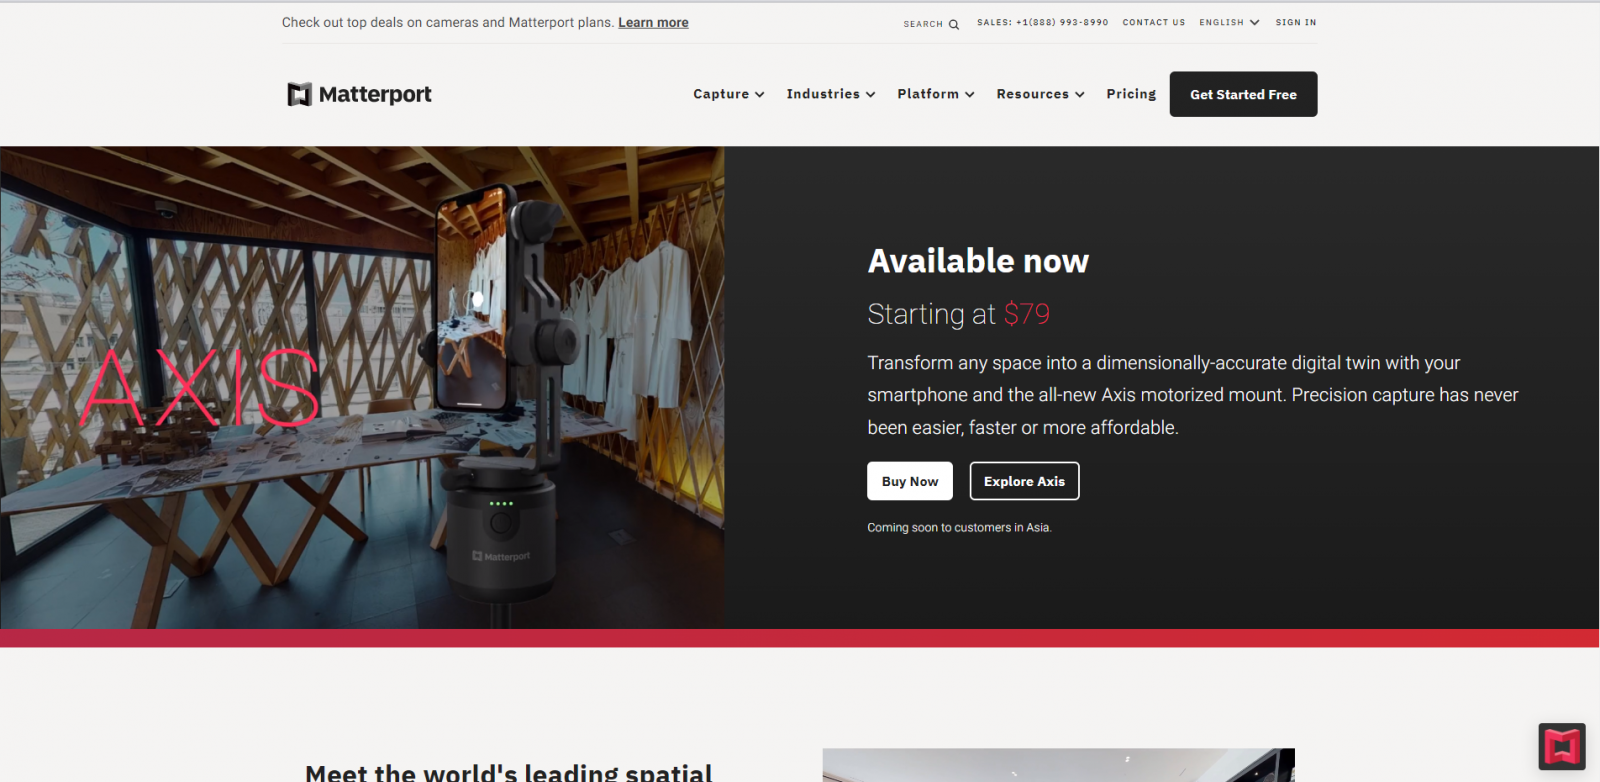 Check out top deals on cameras and Matterport plans. Learn more
SEARCH SALES: +1(888) 993-8990 CONTACT US ENGLISH SIGN IN
Matterport
Capture Industries Platform Resources Pricing Get Started Free
AXIS
Matterport
Available now
Starting at $79
Transform any space into a dimensionally-accurate digital twin with your
smartphone and the all-new Axis motorized mount. Precision capture has never
been easier, faster or more affordable.
Buy Now Explore Axis
Coming soon to customers in Asia.
Meet the world's leading spatial